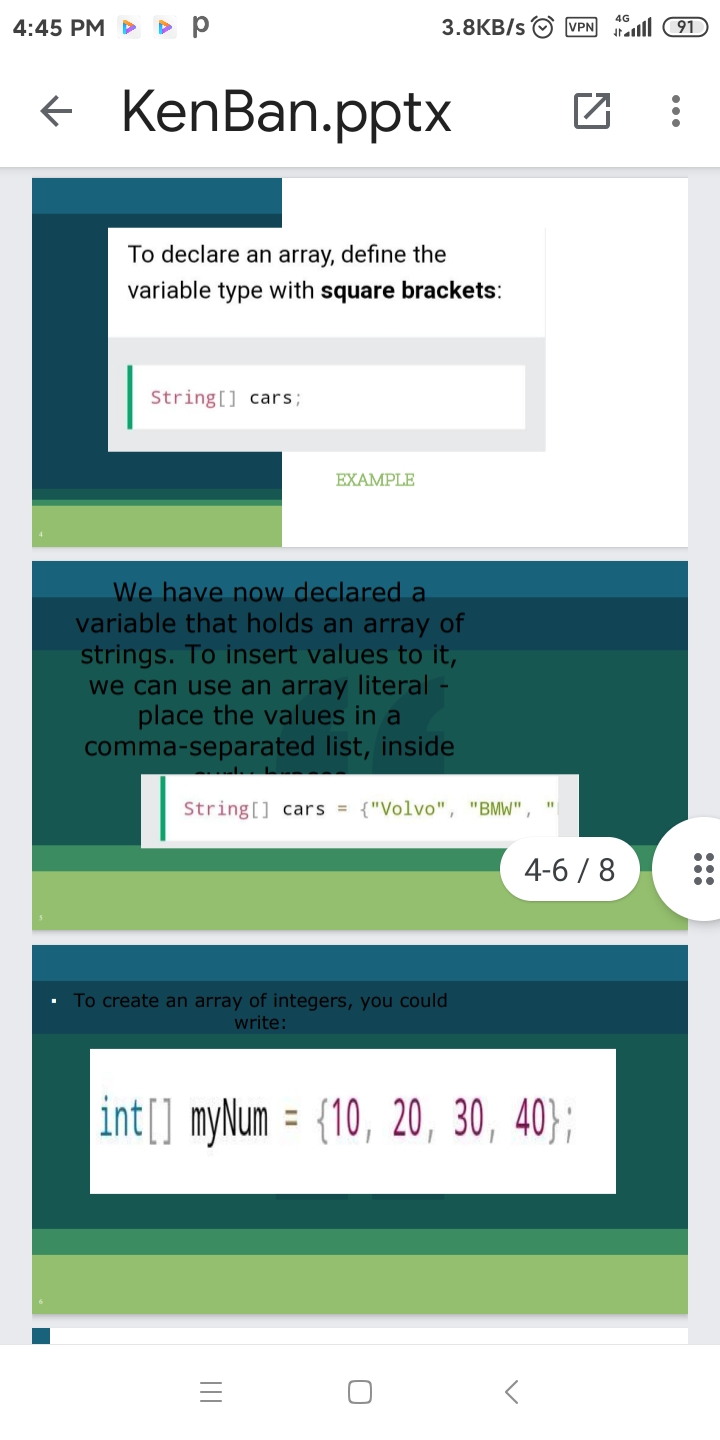 4:45 PM
3.8KB/s VPN 4G 91
KenBan.pptx
To declare an array, define the
variable type with square brackets:
String[] cars;
EXAMPLE
4
We have now declared a
variable that holds an array of
strings. To insert values to it,
we can use an array literal -
place the values in a
comma-separated list, inside
String[] cars = {"Volvo", "BMW", "
4-6 / 8
5
▪ To create an array of integers, you could
write:
int[] myNum = {10, 20, 30, 40};
6